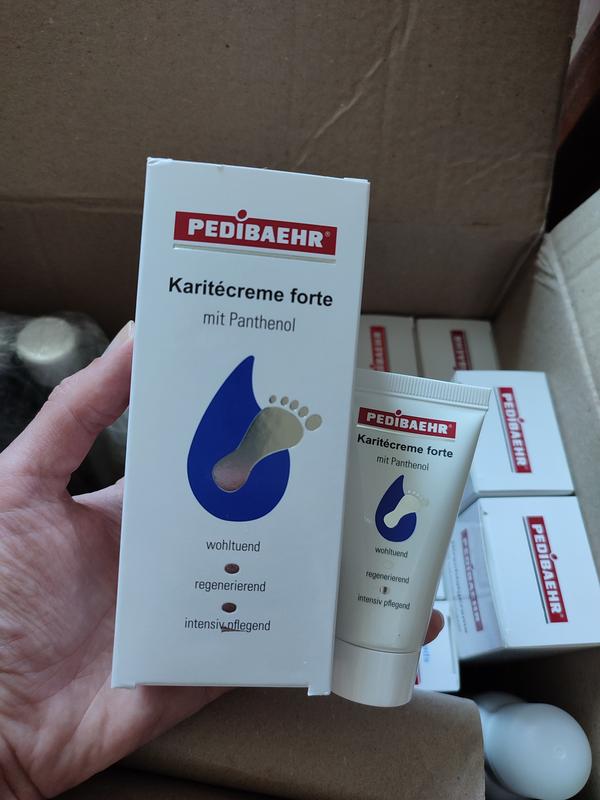 PEDIBAEHR®
Karitécreme forte
mit Panthenol
wohltuend
regenerierend
intensiv pflegend
PEDIBAEHR®
Karitécreme forte
mit Panthenol
wohltuend
regenerierend
intensiv pflegend
PEDIBAEHR
PEDIBAEHR®
PEDIBAEHR